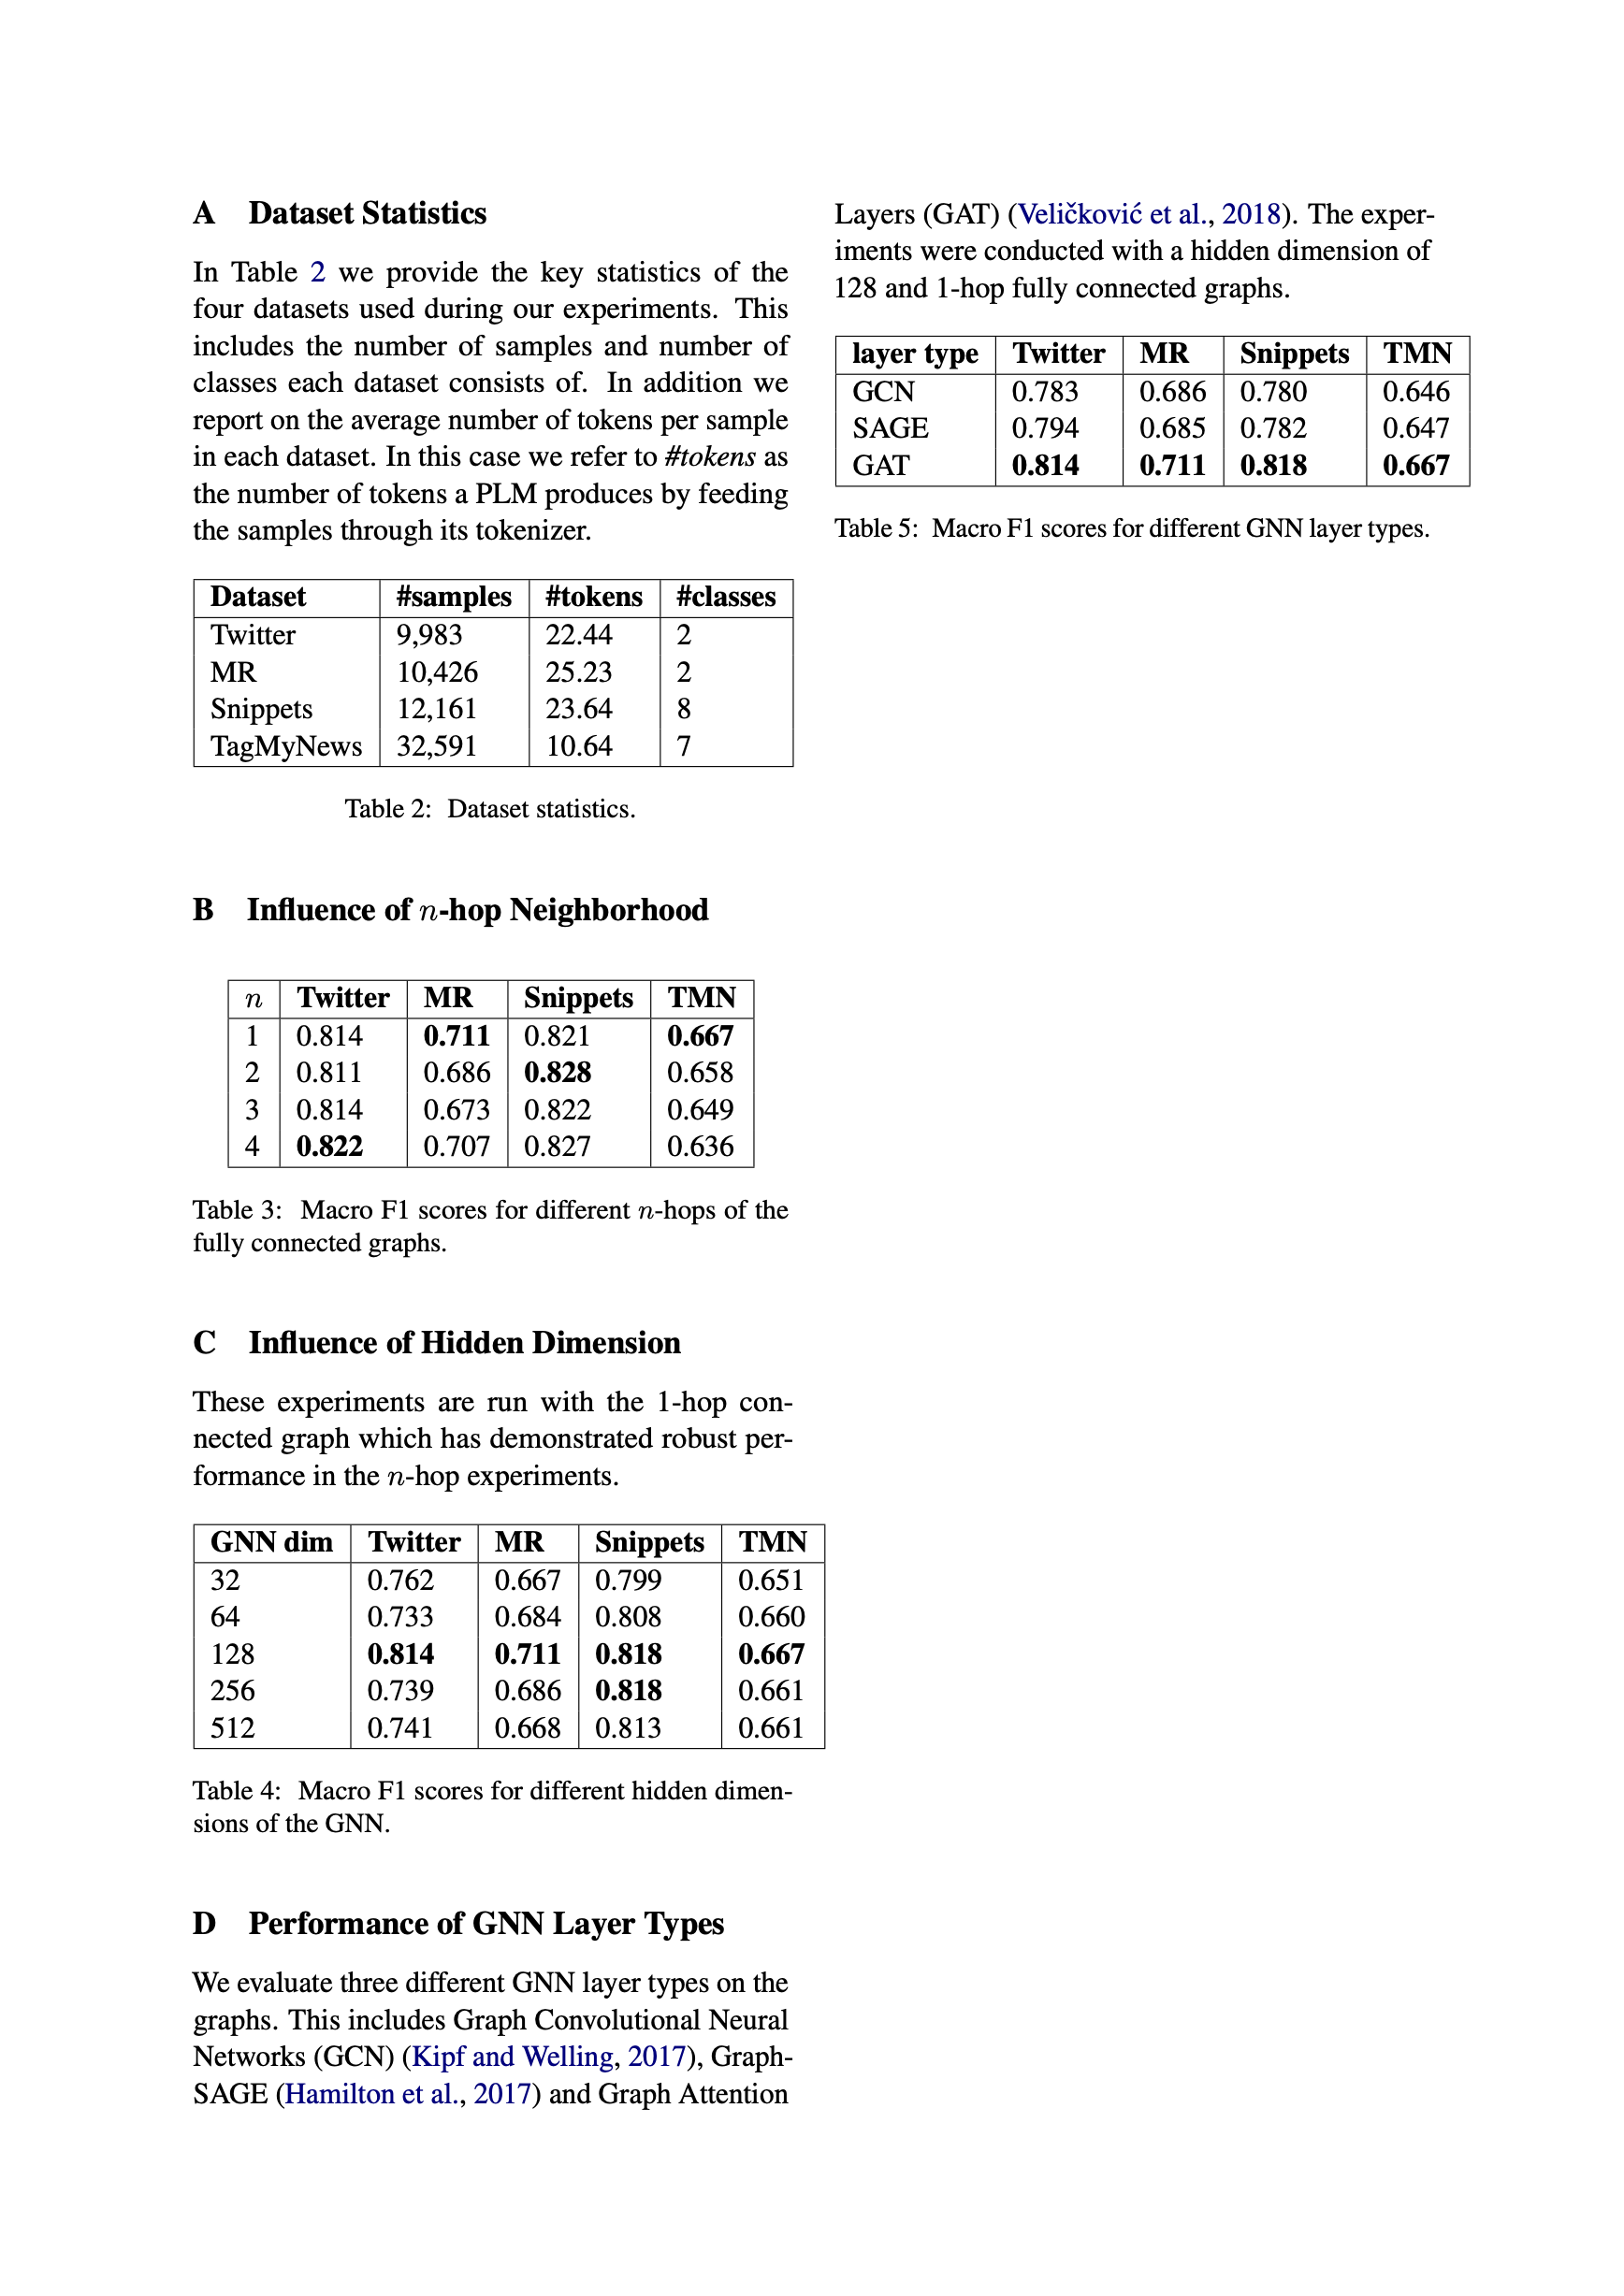 A Dataset Statistics
In Table 2 we provide the key statistics of the
four datasets used during our experiments. This
includes the number of samples and number of
classes each dataset consists of. In addition we
report on the average number of tokens per sample
in each dataset. In this case we refer to #tokens as
the number of tokens a PLM produces by feeding
the samples through its tokenizer.
Dataset #samples #tokens #classes
Twitter 9,983 22.44 2
MR 10,426 25.23 2
Snippets 12,161 23.64 8
TagMyNews 32,591 10.64 7
Table 2: Dataset statistics.
B Influence of n-hop Neighborhood
n Twitter MR Snippets TMN
1 0.814 0.711 0.821 0.667
2 0.811 0.686 0.828 0.658
3 0.814 0.673 0.822 0.649
4 0.822 0.707 0.827 0.636
Table 3: Macro F1 scores for different n-hops of the
fully connected graphs.
C Influence of Hidden Dimension
These experiments are run with the 1-hop con-
nected graph which has demonstrated robust per-
formance in the n-hop experiments.
GNN dim Twitter MR Snippets TMN
32 0.762 0.667 0.799 0.651
64 0.733 0.684 0.808 0.660
128 0.814 0.711 0.818 0.667
256 0.739 0.686 0.818 0.661
512 0.741 0.668 0.813 0.661
Table 4: Macro F1 scores for different hidden dimen-
sions of the GNN.
D Performance of GNN Layer Types
We evaluate three different GNN layer types on the
graphs. This includes Graph Convolutional Neural
Networks (GCN) (Kipf and Welling, 2017), Graph-
SAGE (Hamilton et al., 2017) and Graph Attention
Layers (GAT) (Veličković et al., 2018). The exper-
iments were conducted with a hidden dimension of
128 and 1-hop fully connected graphs.
layer type Twitter MR Snippets TMN
GCN 0.783 0.686 0.780 0.646
SAGE 0.794 0.685 0.782 0.647
GAT 0.814 0.711 0.818 0.667
Table 5: Macro F1 scores for different GNN layer types.